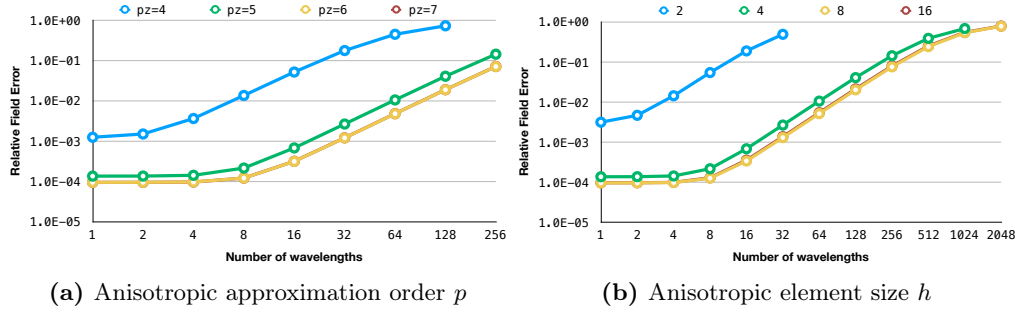 pz=4 pz=5 pz=6 pz=7
Relative Field Error
1.0E+00
1.0E-01
1.0E-02
1.0E-03
1.0E-04
1.0E-05
1 2 4 8 16 32 64 128 256
Number of wavelengths
(a) Anisotropic approximation order p
2 4 8 16
Relative Field Error
1.0E+00
1.0E-01
1.0E-02
1.0E-03
1.0E-04
1.0E-05
1 2 4 8 16 32 64 128 256 512 1024 2048
Number of wavelengths
(b) Anisotropic element size h